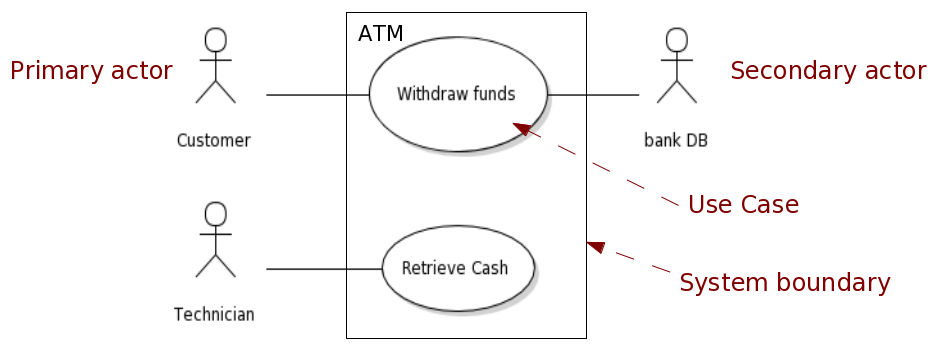 ATM
Primary actor
Withdraw funds
Secondary actor
Customer
bank DB
Use Case
Retrieve Cash
System boundary
Technician